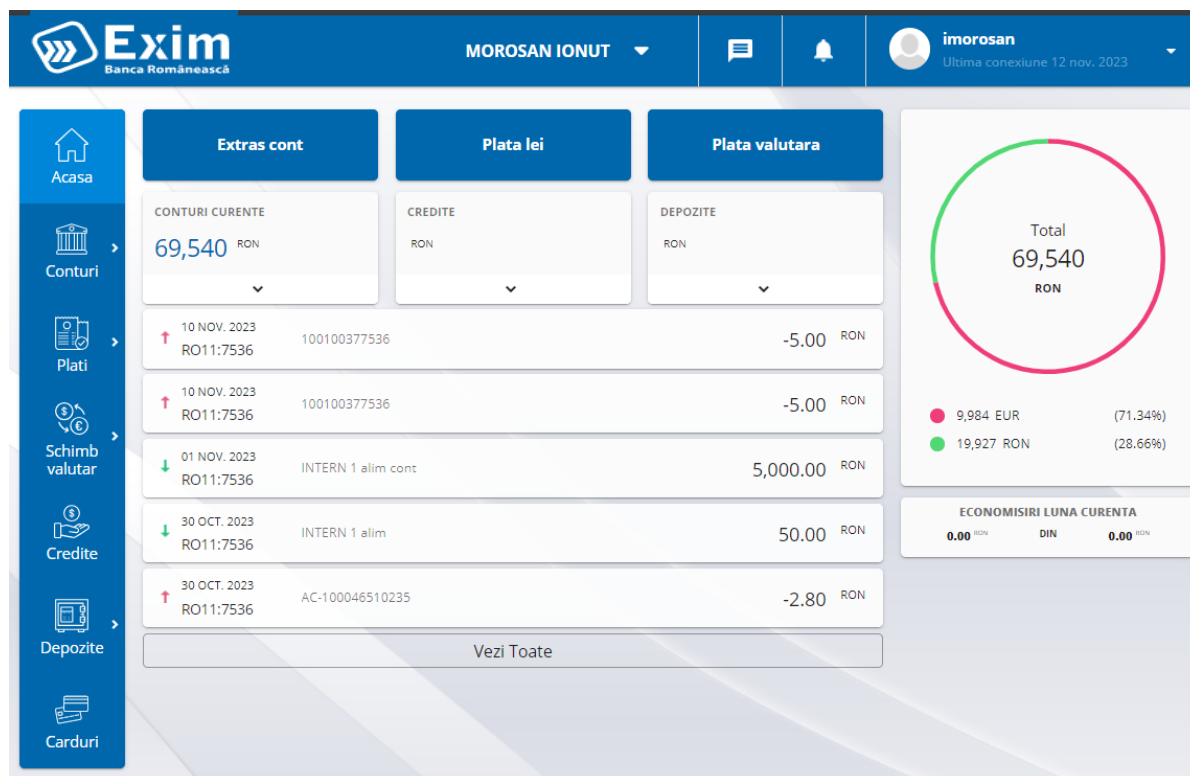 Exim
Banca Românească
MOROSAN IONUT
imorosan
Ultima conexiune 12 nov. 2023
Acasa
Conturi
Plati
Schimb
valutar
Credite
Depozite
Carduri
Extras cont
Plata lei
Plata valutara
CONTURI CURENTE
69,540 RON
CREDITE
RON
DEPOZITE
RON
10 NOV. 2023
RO11:7536
100100377536
-5.00 RON
10 NOV. 2023
RO11:7536
100100377536
-5.00 RON
01 NOV. 2023
RO11:7536
INTERN 1 alim cont
5,000.00 RON
30 OCT. 2023
RO11:7536
INTERN 1 alim
50.00 RON
30 OCT. 2023
RO11:7536
AC-100046510235
-2.80 RON
Vezi Toate
Total
69,540
RON
9,984 EUR (71.34%)
19,927 RON (28.66%)
ECONOMISIRI LUNA CURENTA
0.00 RON DIN 0.00 RON